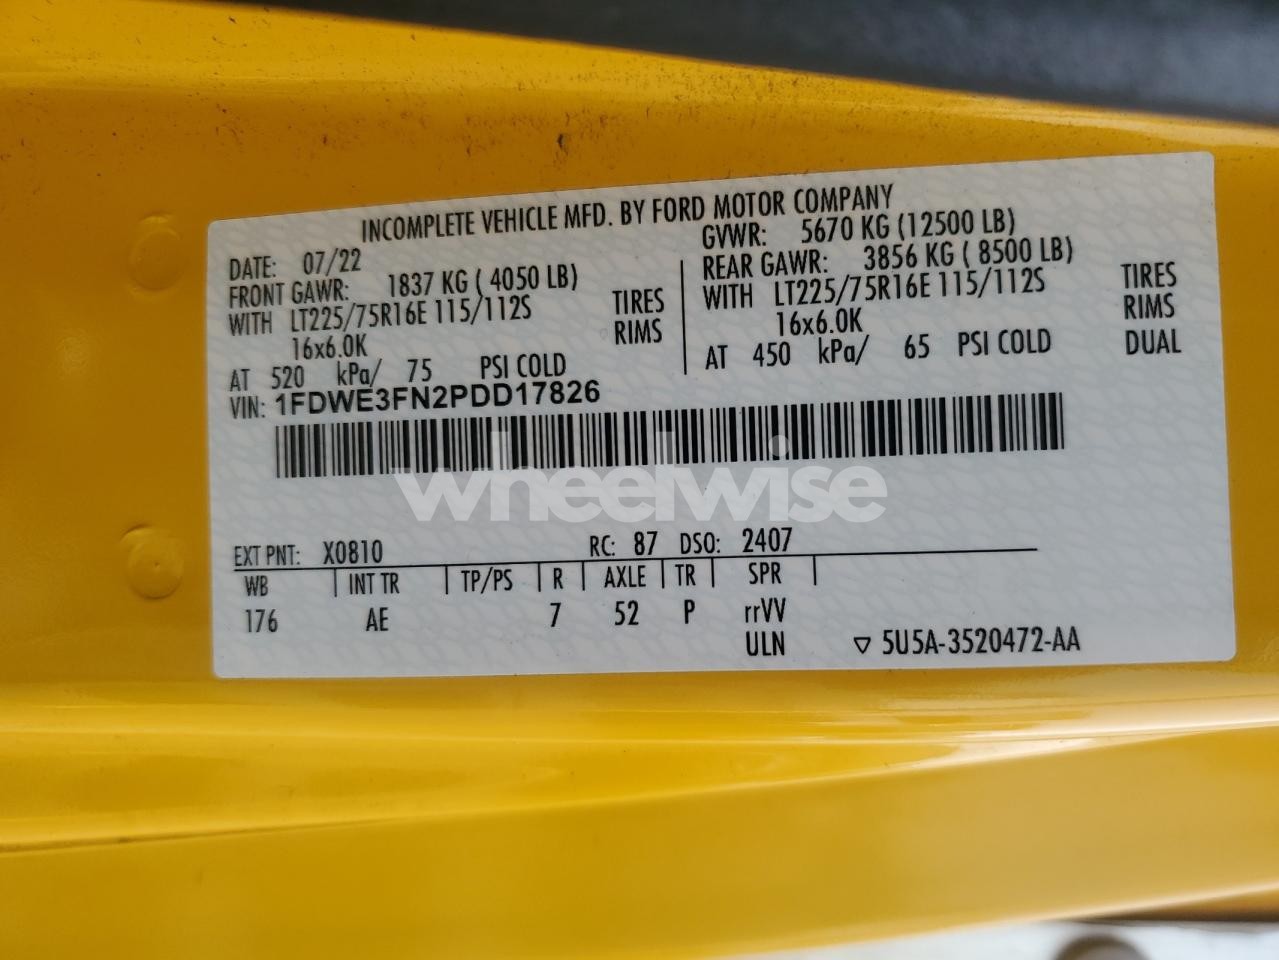 INCOMPLETE VEHICLE MFD. BY FORD MOTOR COMPANY
DATE: 07/22 GVWR: 5670 KG (12500 LB)
FRONT GAWR: 1837 KG ( 4050 LB) REAR GAWR: 3856 KG ( 8500 LB)
WITH LT225/75R16E 115/112S TIRES WITH LT225/75R16E 115/112S TIRES
16x6.0K RIMS 16x6.0K RIMS
AT 520 kPa/ 75 PSI COLD AT 450 kPa/ 65 PSI COLD DUAL
VIN: 1FDWE3FN2PDD17826
wheelwise
EXT PNT: X0810 RC: 87 DSO: 2407
WB INT TR TP/PS R AXLE TR SPR
176 AE 7 52 P rrVV
ULN ▽ 5U5A-3520472-AA